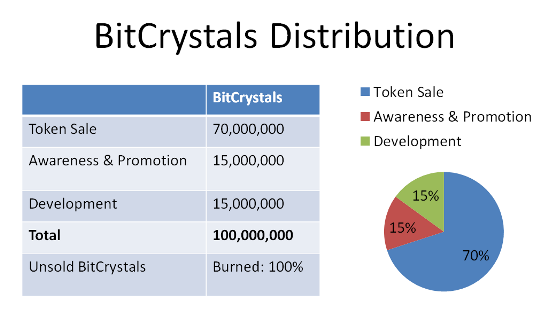 BitCrystals Distribution
BitCrystals
Token Sale 70,000,000
Awareness & Promotion 15,000,000
Development 15,000,000
Total 100,000,000
Unsold BitCrystals Burned: 100%
Token Sale
Awareness & Promotion
Development
15%
15%
70%